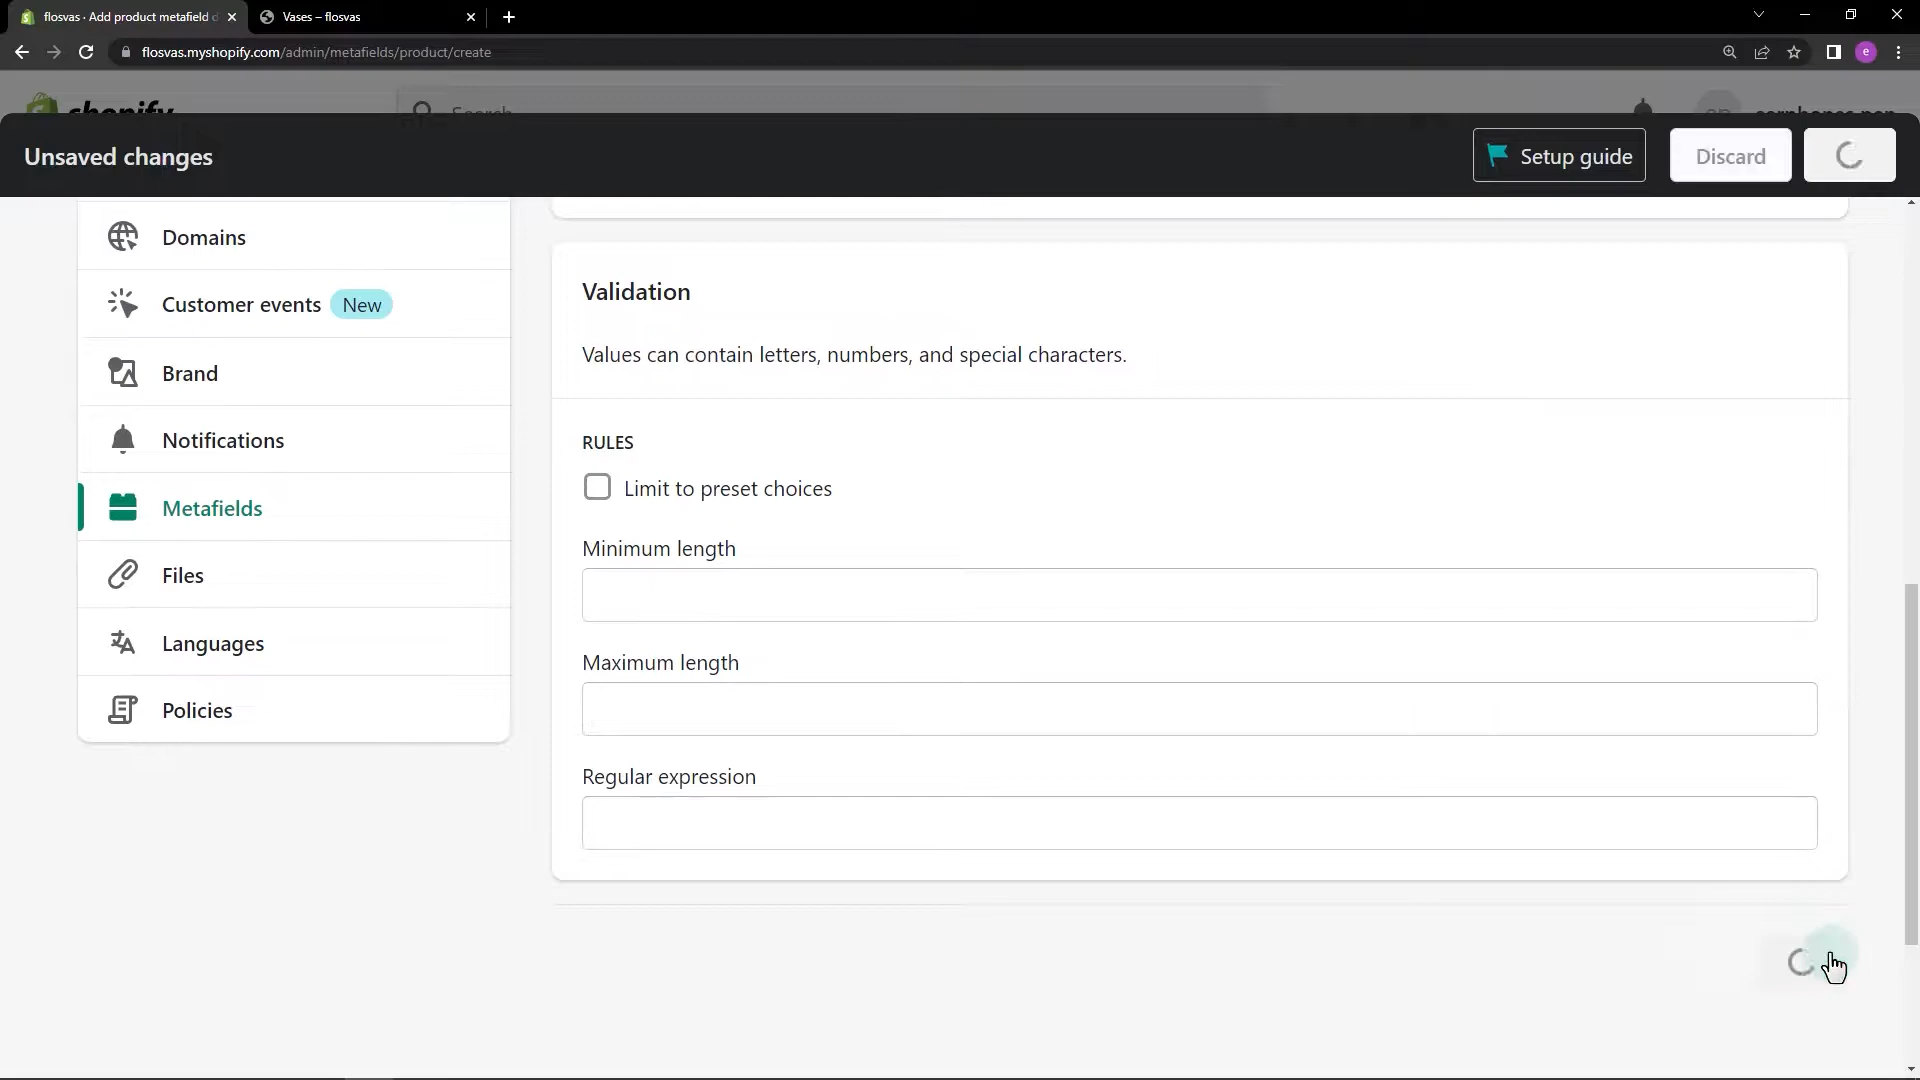 flosvas · Add product metafield d
Vases – flosvas
flosvas.myshopify.com/admin/metafields/product/create
e
shopify
Search
Unsaved changes
Setup guide
Discard
Domains
Customer events New
Brand
Notifications
Metafields
Files
Languages
Policies
Validation
Values can contain letters, numbers, and special characters.
RULES
Limit to preset choices
Minimum length
Maximum length
Regular expression